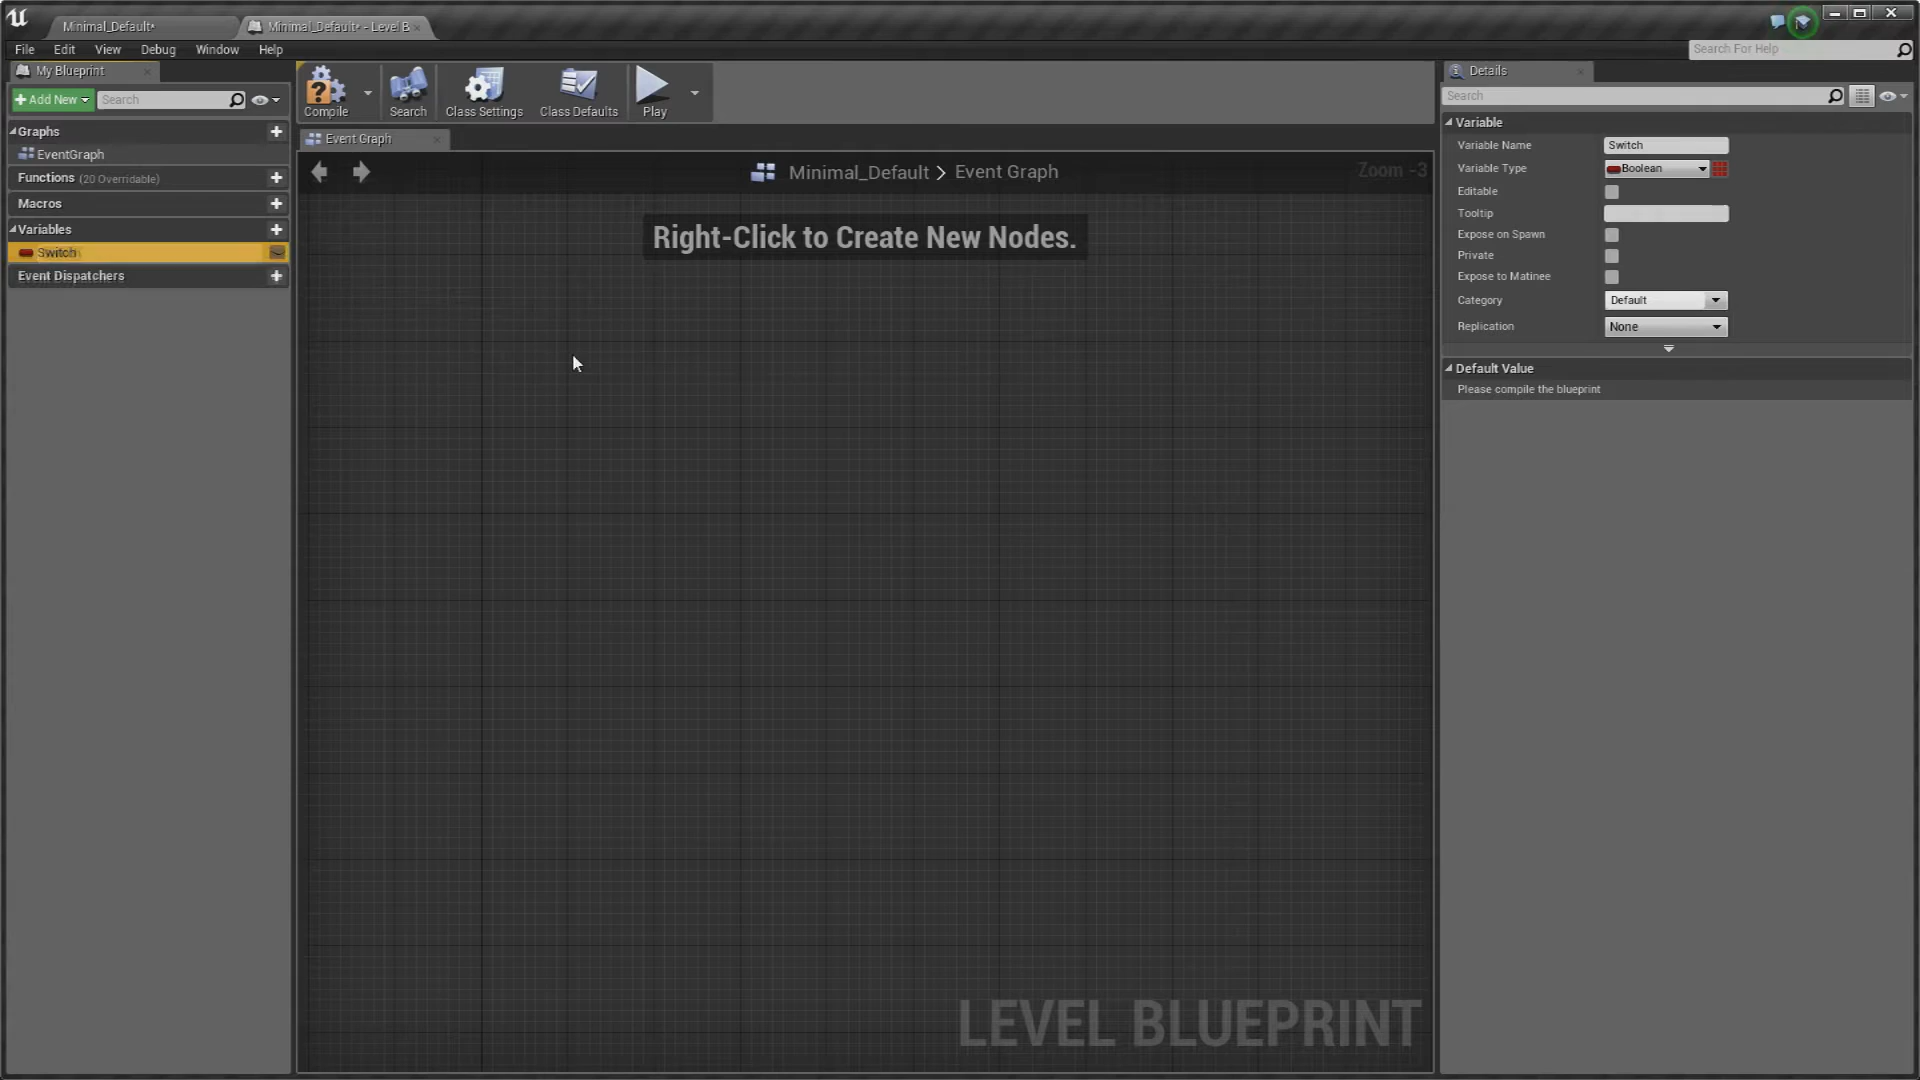 Minimal_Default*
Minimal_Default* - Level B
File Edit View Debug Window Help
Search For Help
My Blueprint
Add New Search
Graphs
EventGraph
Functions (20 Overridable)
Macros
Variables
Switch
Event Dispatchers
Compile Search Class Settings Class Defaults Play
Event Graph
Minimal_Default > Event Graph
Zoom -3
Right-Click to Create New Nodes.
LEVEL BLUEPRINT
Details
Search
Variable
Variable Name Switch
Variable Type Boolean
Editable
Tooltip
Expose on Spawn
Private
Expose to Matinee
Category Default
Replication None
Default Value
Please compile the blueprint